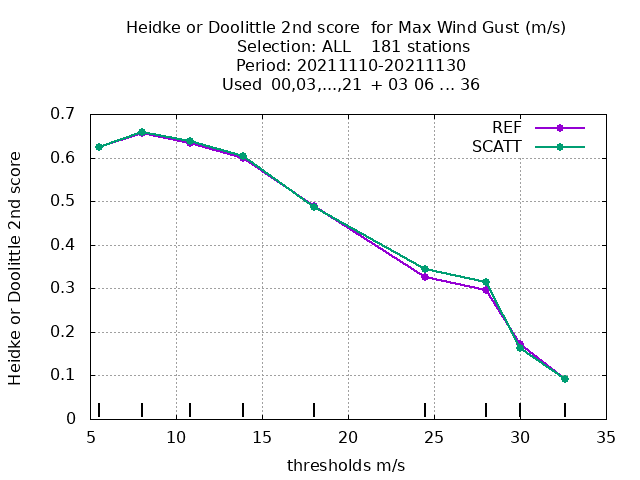 Heidke or Doolittle 2nd score  for Max Wind Gust (m/s)
Selection: ALL    181 stations
Period: 20211110-20211130
Used  00,03,...,21  + 03 06 ... 36
REF
SCATT
Heidke or Doolittle 2nd score
0.7
0.6
0.5
0.4
0.3
0.2
0.1
0
5 10 15 20 25 30 35
thresholds m/s